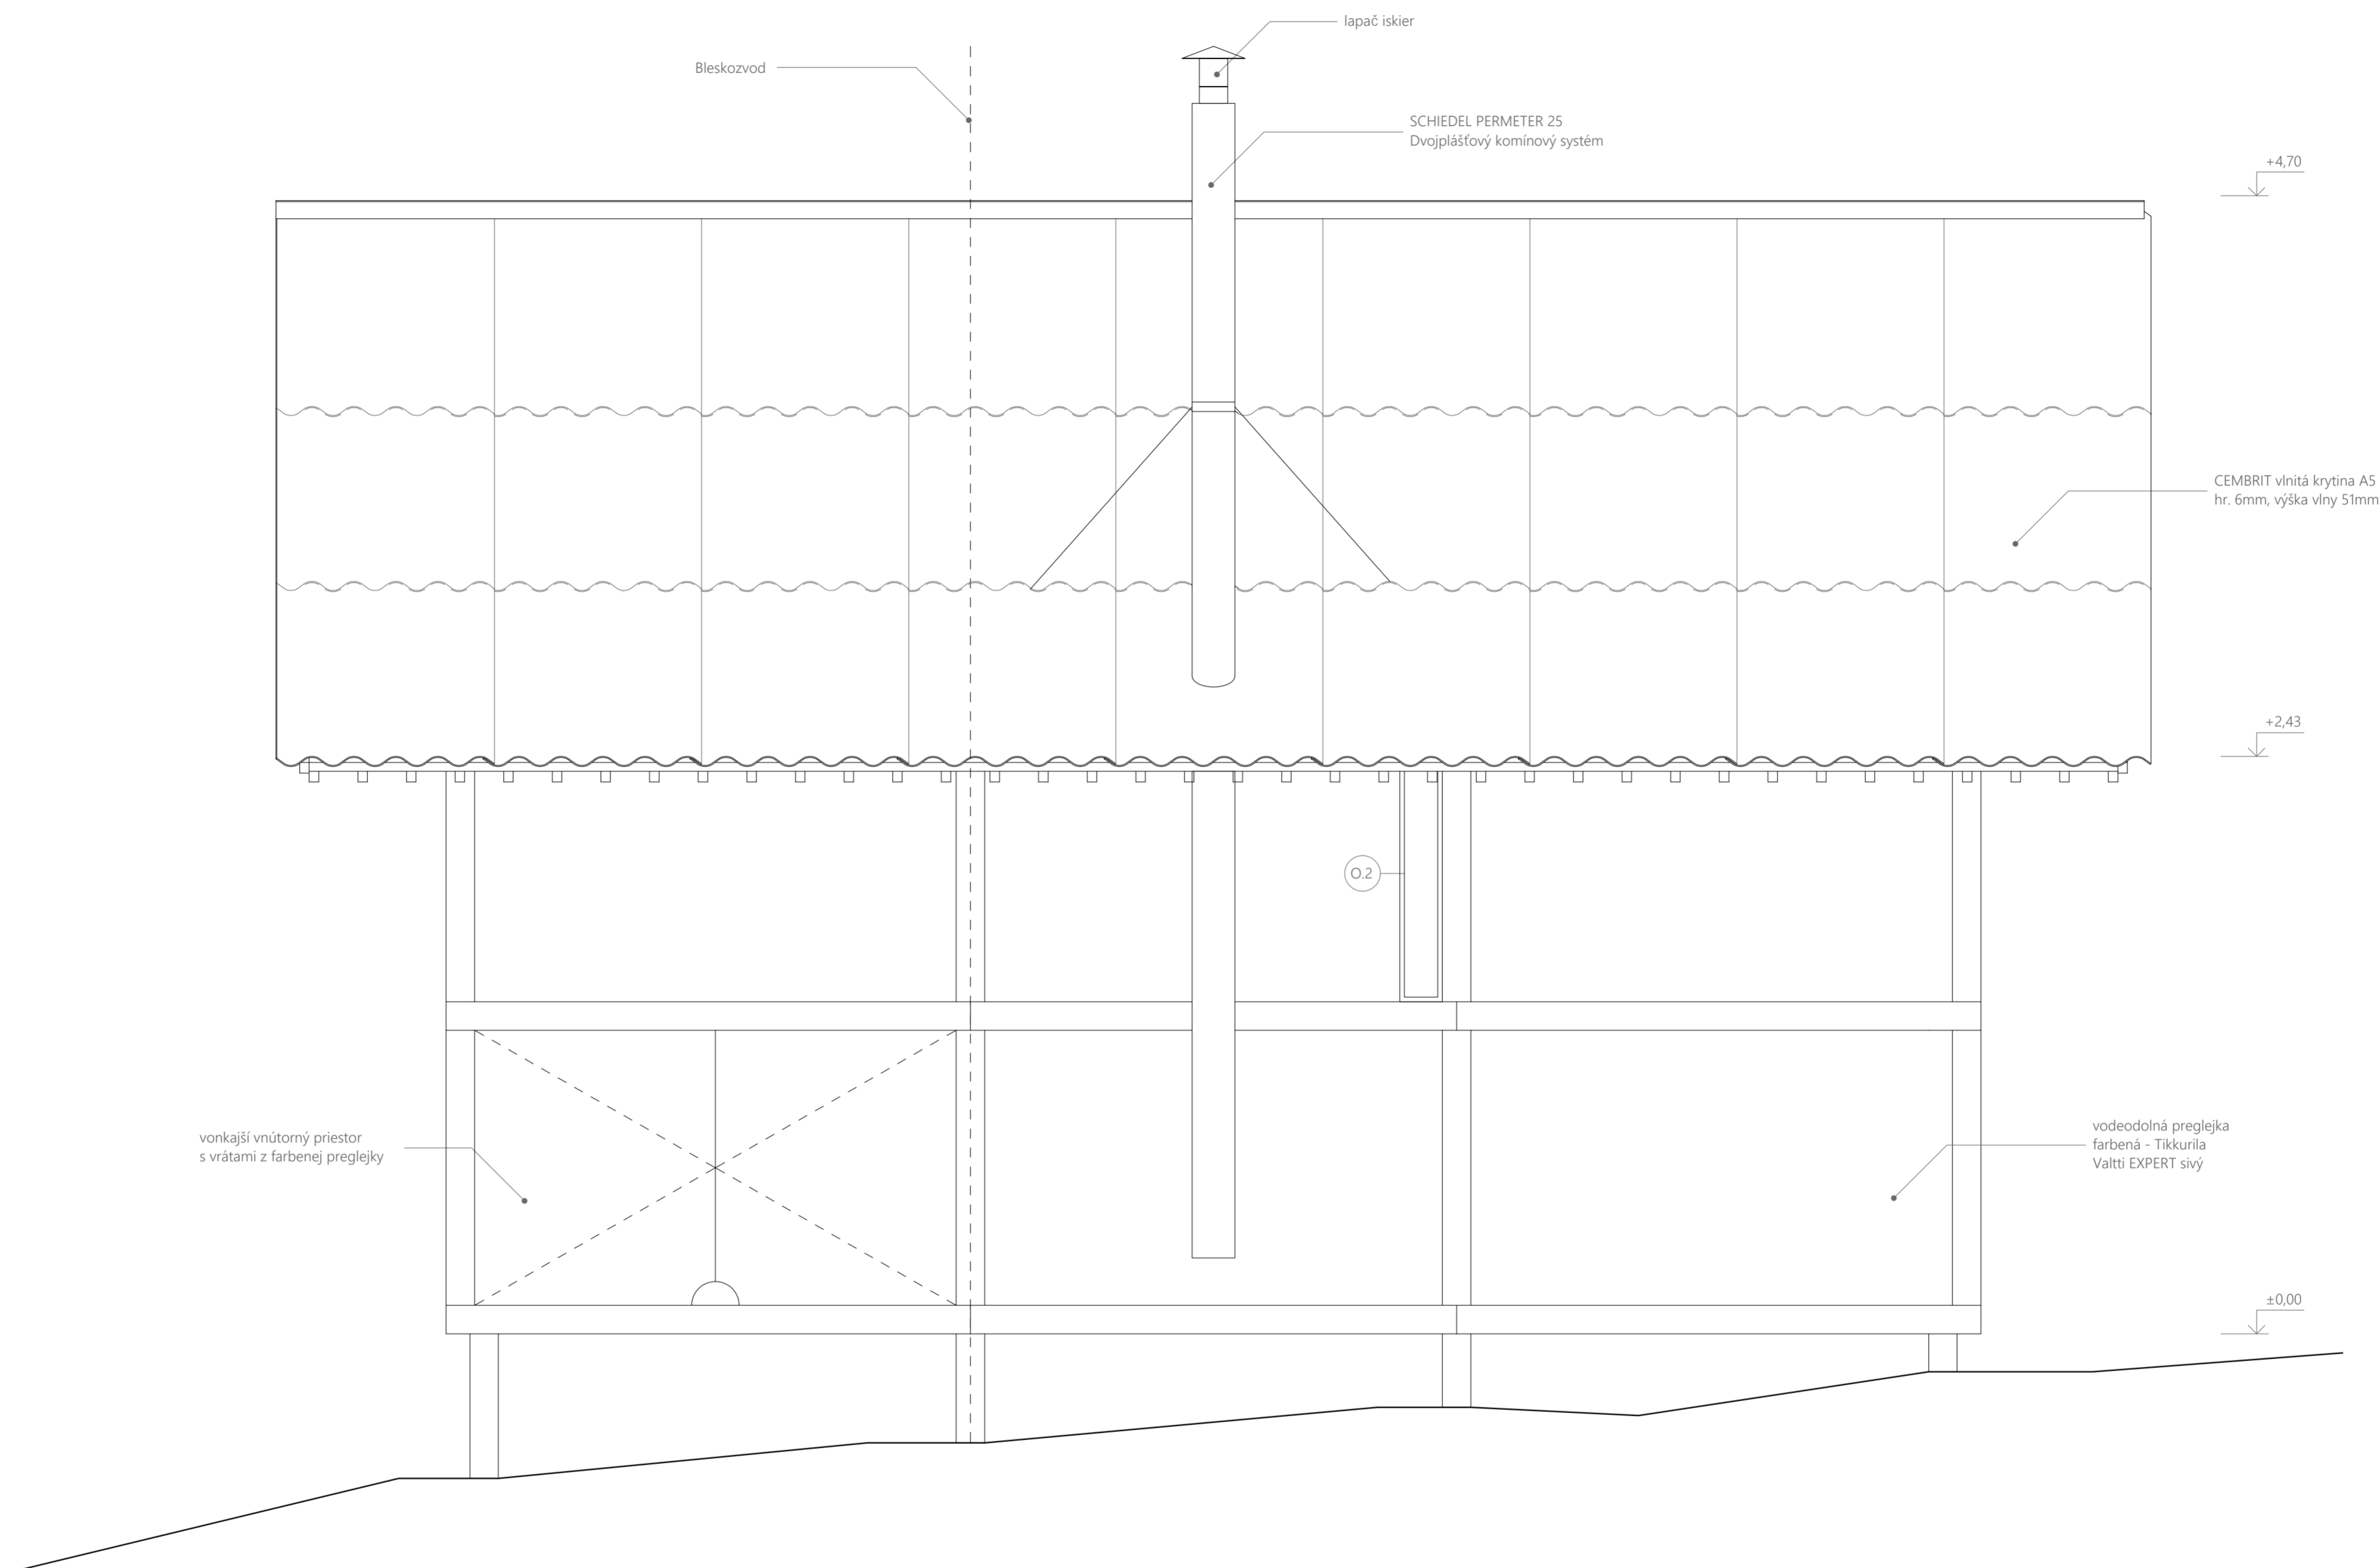 lapač iskier
Bleskozvod
SCHIEDEL PERMETER 25
Dvojplášťový komínový systém
+4,70
CEMBRIT vlnitá krytina A5
hr. 6mm, výška vlny 51mm
+2,43
O.2
vonkajší vnútorný priestor
s vrátami z farbenej preglejky
vodeodolná preglejka
farbená - Tikkurila
Valtti EXPERT sivý
±0,00